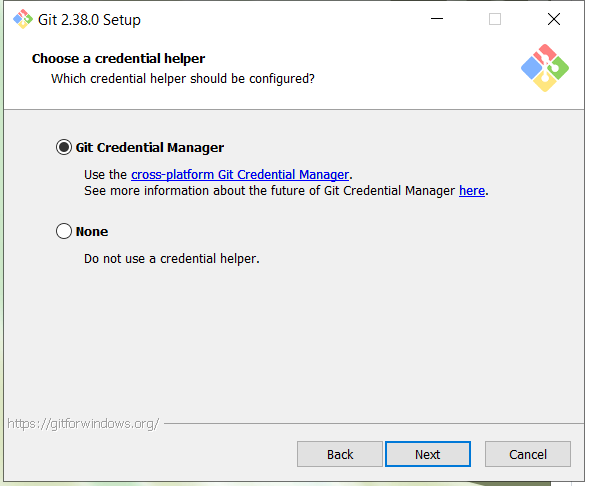 Git 2.38.0 Setup
Choose a credential helper
Which credential helper should be configured?
Git Credential Manager
Use the cross-platform Git Credential Manager.
See more information about the future of Git Credential Manager here.
None
Do not use a credential helper.
https://gitforwindows.org/
Back
Next
Cancel